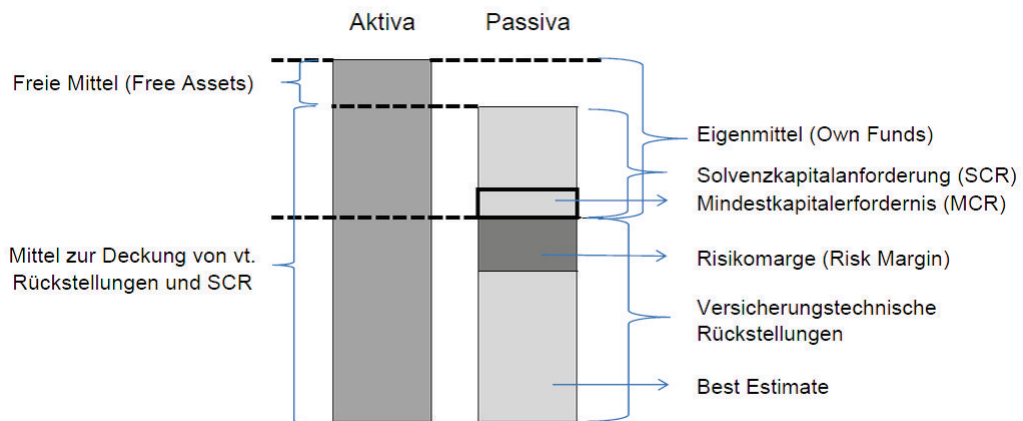 Aktiva
Passiva
Freie Mittel (Free Assets)
Eigenmittel (Own Funds)
Solvenzkapitalanforderung (SCR)
Mindestkapitalerfordernis (MCR)
Mittel zur Deckung von vt.
Rückstellungen und SCR
Risikomarge (Risk Margin)
Versicherungstechnische
Rückstellungen
Best Estimate